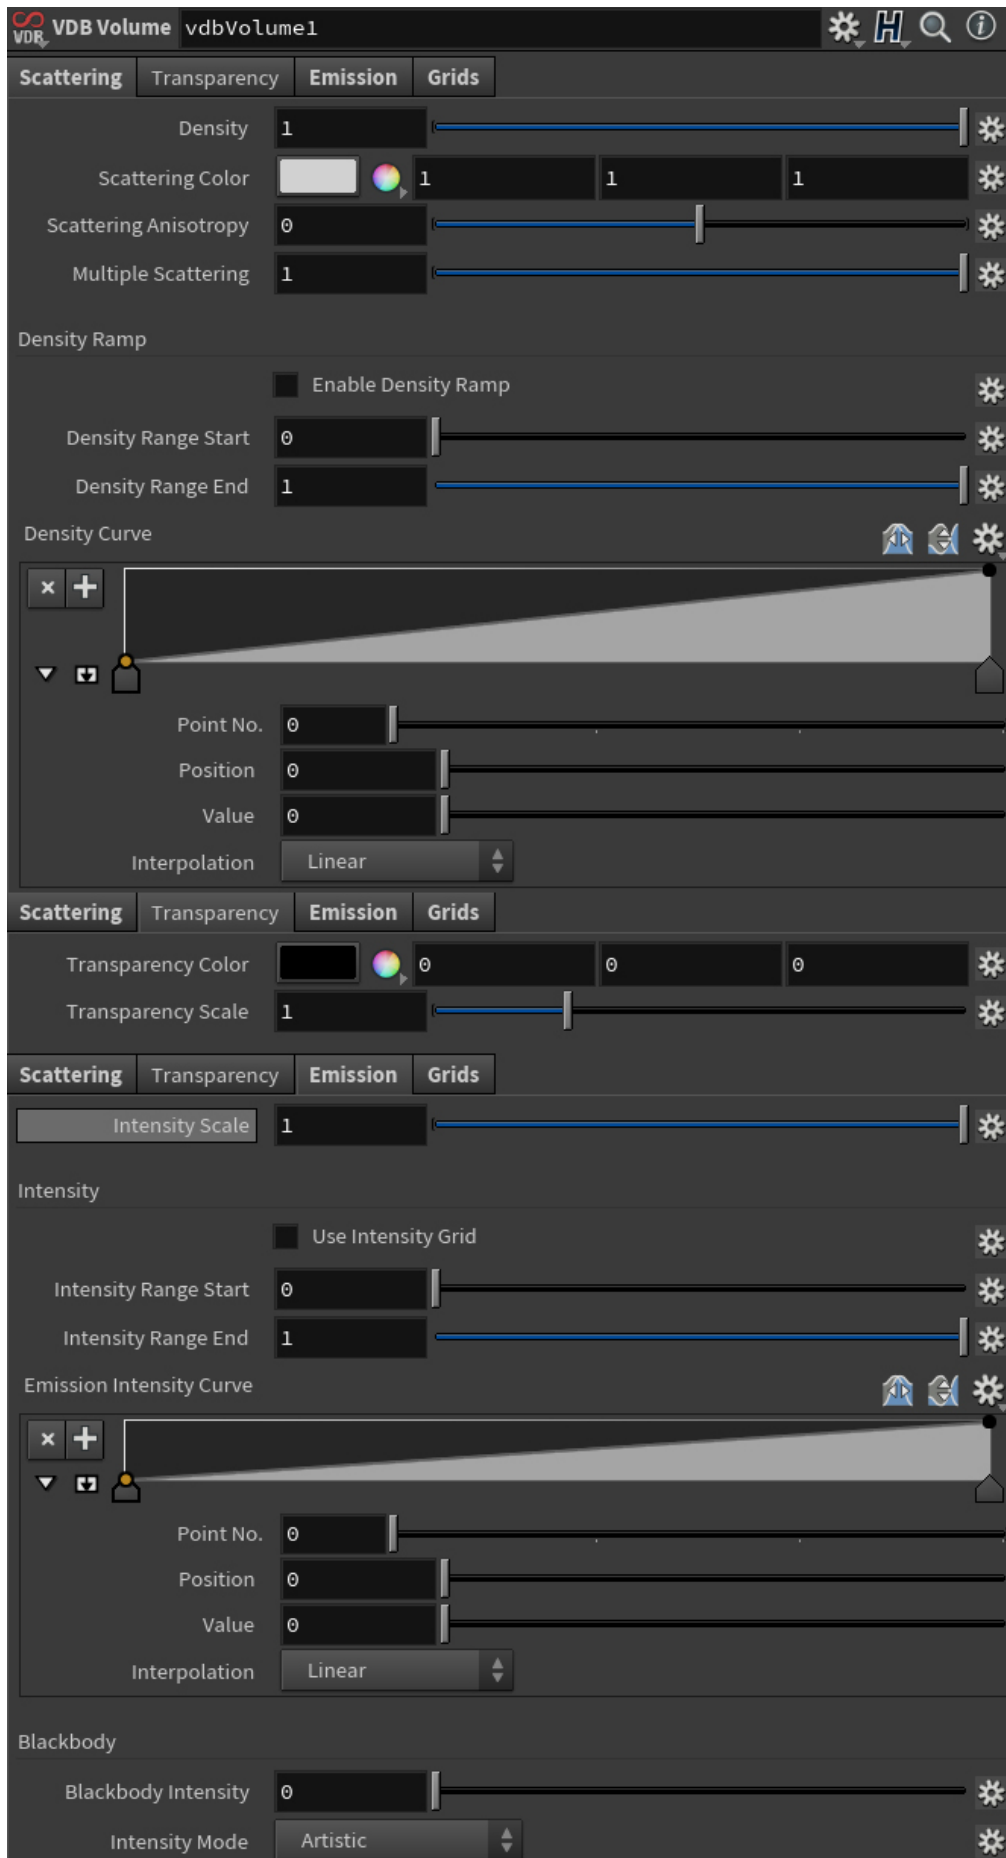 VDB VDB Volume vdbVolume1
Scattering Transparency Emission Grids
Density 1
Scattering Color 1 1 1
Scattering Anisotropy 0
Multiple Scattering 1
Density Ramp
Enable Density Ramp
Density Range Start 0
Density Range End 1
Density Curve
Point No. 0
Position 0
Value 0
Interpolation Linear
Scattering Transparency Emission Grids
Transparency Color 0 0 0
Transparency Scale 1
Scattering Transparency Emission Grids
Intensity Scale 1
Intensity
Use Intensity Grid
Intensity Range Start 0
Intensity Range End 1
Emission Intensity Curve
Point No. 0
Position 0
Value 0
Interpolation Linear
Blackbody
Blackbody Intensity 0
Intensity Mode Artistic